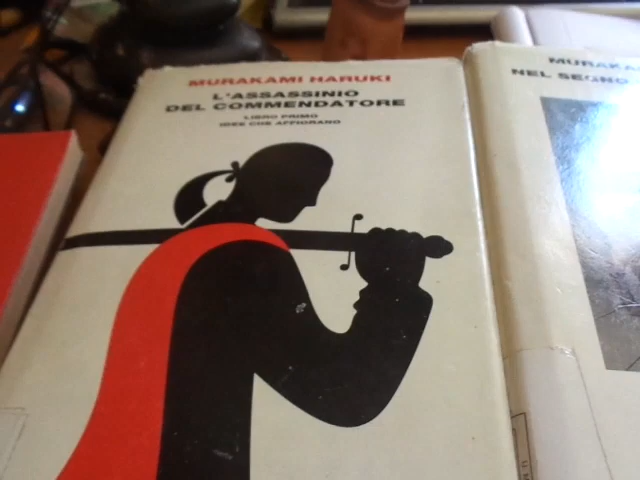 MURAKAMI HARUKI
L'ASSASSINIO
DEL COMMENDATORE
LIBRO PRIMO
IDEE CHE AFFIORANO
MURAKA
NEL SEGNO